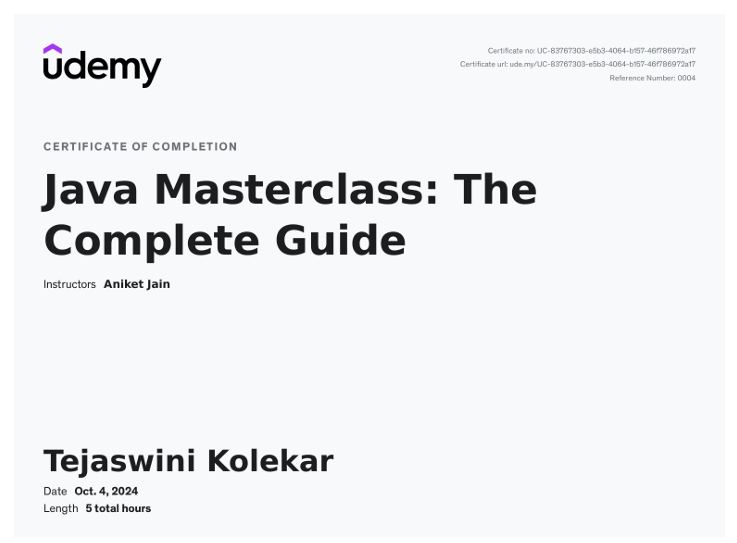 udemy
Certificate no: UC-83767303-e5b3-4064-b157-46f786972a17
Certificate url: ude.my/UC-83767303-e5b3-4064-b157-46f786972a17
Reference Number: 0004
CERTIFICATE OF COMPLETION
Java Masterclass: The
Complete Guide
Instructors Aniket Jain
Tejaswini Kolekar
Date Oct. 4, 2024
Length 5 total hours